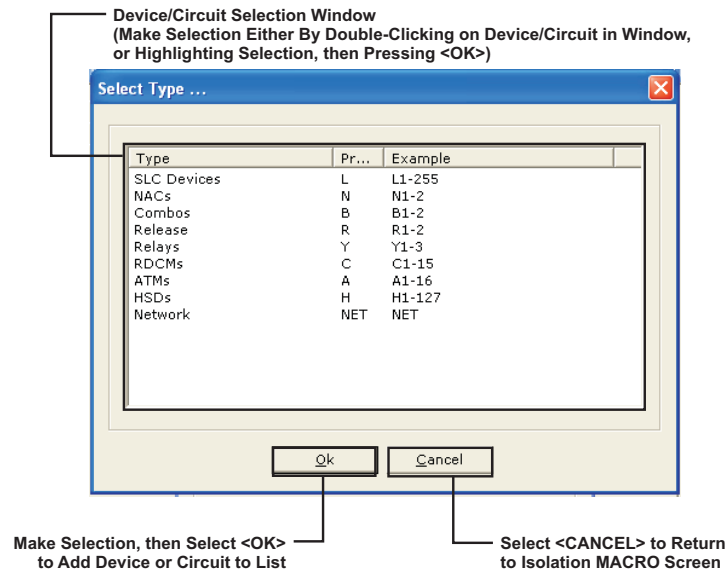 Device/Circuit Selection Window
(Make Selection Either By Double-Clicking on Device/Circuit in Window,
or Highlighting Selection, then Pressing <OK>)
Select Type ...
Type Pr... Example
SLC Devices L L1-255
NACs N N1-2
Combos B B1-2
Release R R1-2
Relays Y Y1-3
RDCMs C C1-15
ATMs A A1-16
HSDs H H1-127
Network NET NET
Ok Cancel
Make Selection, then Select <OK>
to Add Device or Circuit to List
Select <CANCEL> to Return
to Isolation MACRO Screen